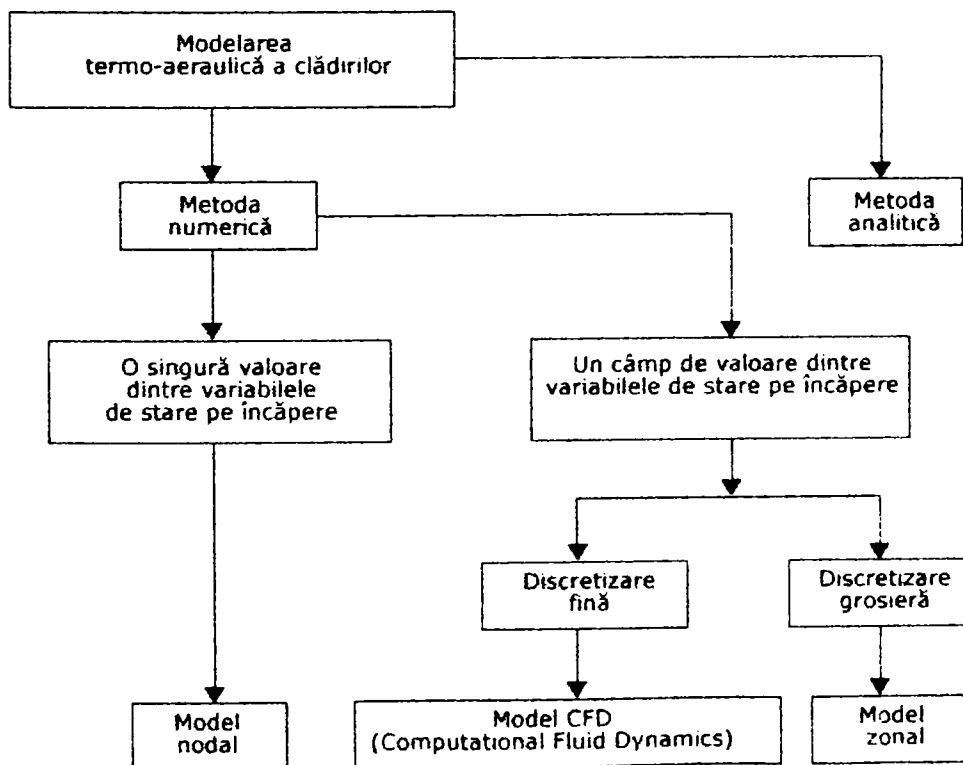 Modelarea
termo-aeraulică a clădirilor
Metoda
numerică
Metoda
analitică
O singură valoare
dintre variabilele
de stare pe încăpere
Un câmp de valoare dintre
variabilele de stare pe încăpere
Discretizare
fină
Discretizare
grosieră
Model
nodal
Model CFD
(Computational Fluid Dynamics)
Model
zonal